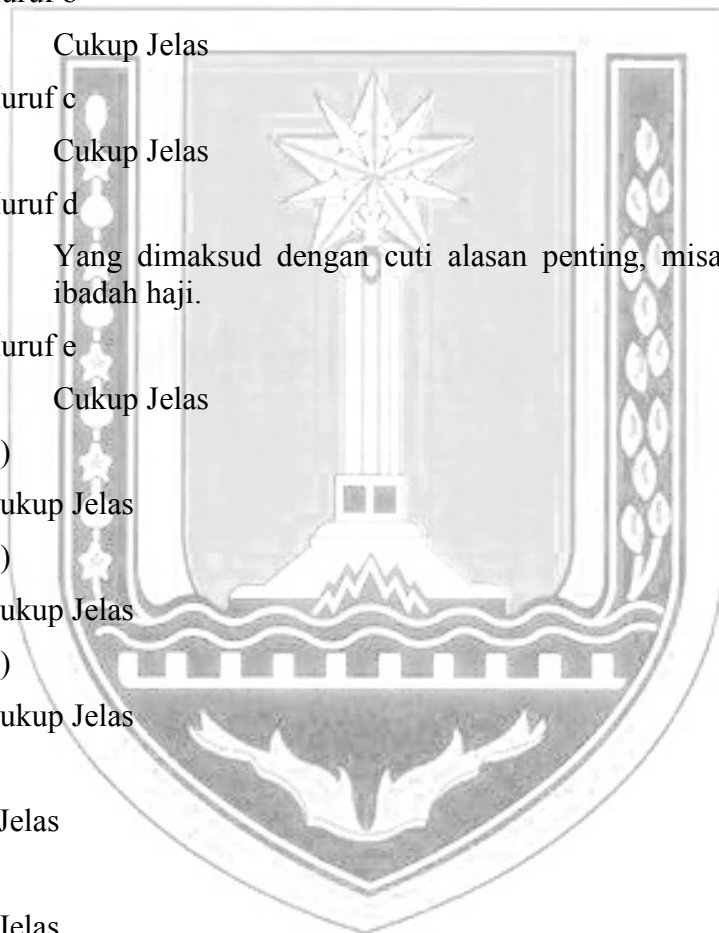 Cukup Jelas
uruf c
Cukup Jelas
uruf d
Yang dimaksud dengan cuti alasan penting, misa
ibadah haji.
uruf e
Cukup Jelas
)
ukup Jelas
)
ukup Jelas
)
ukup Jelas
Jelas
Jelas